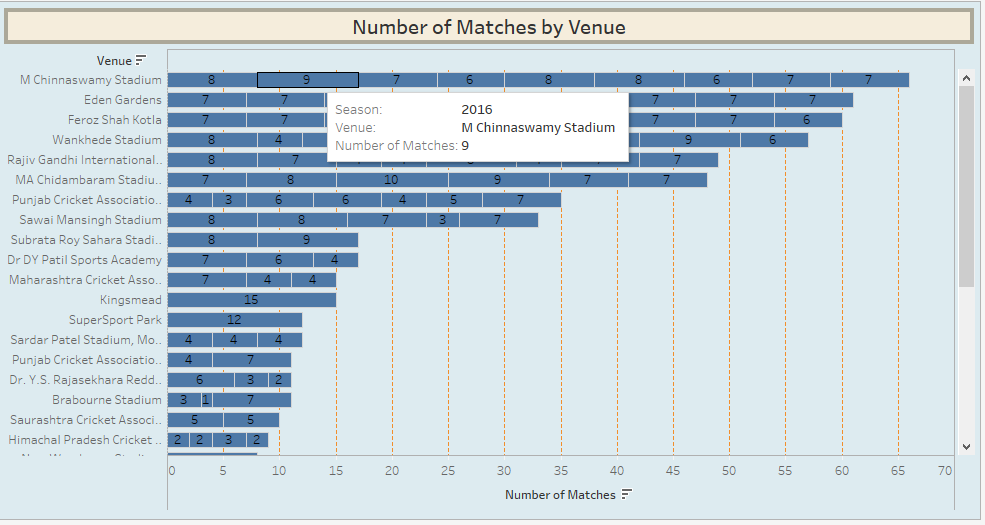 Number of Matches by Venue
Venue
M Chinnaswamy Stadium 8 9 7 6 8 8 6 7 7
Eden Gardens 7 7 7 7 7
Season: 2016
Feroz Shah Kotla 7 7 7 7 6
Venue: M Chinnaswamy Stadium
Wankhede Stadium 8 4 9 6
Number of Matches: 9
Rajiv Gandhi International.. 8 7 7
MA Chidambaram Stadiu.. 7 8 10 9 7 7
Punjab Cricket Associatio.. 4 3 6 6 4 5 7
Sawai Mansingh Stadium 8 8 7 3 7
Subrata Roy Sahara Stadi.. 8 9
Dr DY Patil Sports Academy 7 6 4
Maharashtra Cricket Asso.. 7 4 4
Kingsmead 15
SuperSport Park 12
Sardar Patel Stadium, Mo.. 4 4 4
Punjab Cricket Associatio.. 4 7
Dr. Y.S. Rajasekhara Redd.. 6 3 2
Brabourne Stadium 3 1 7
Saurashtra Cricket Associ.. 5 5
Himachal Pradesh Cricket .. 2 2 3 2
0 5 10 15 20 25 30 35 40 45 50 55 60 65 70
Number of Matches